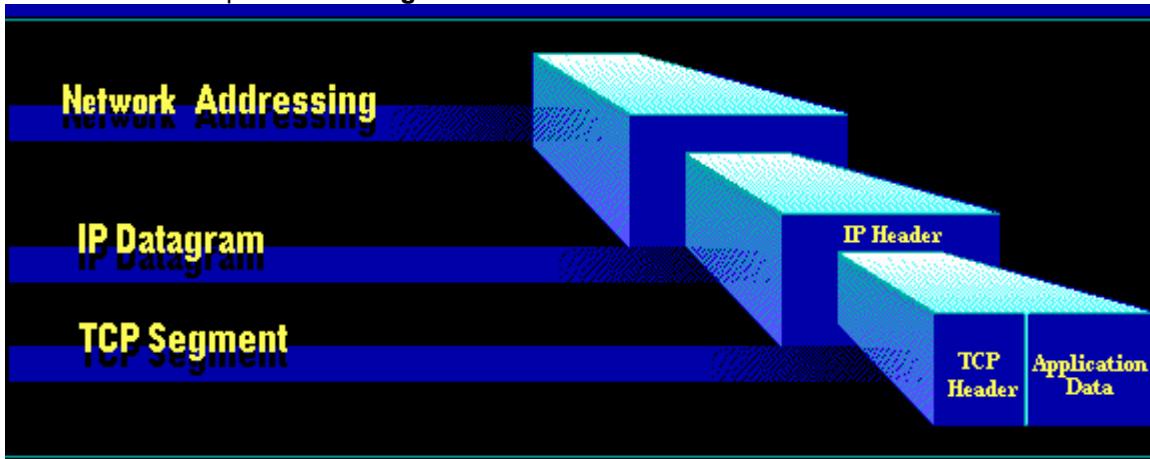 Network Addressing
IP Datagram
IP Header
TCP Segment
TCP
Header
Application
Data